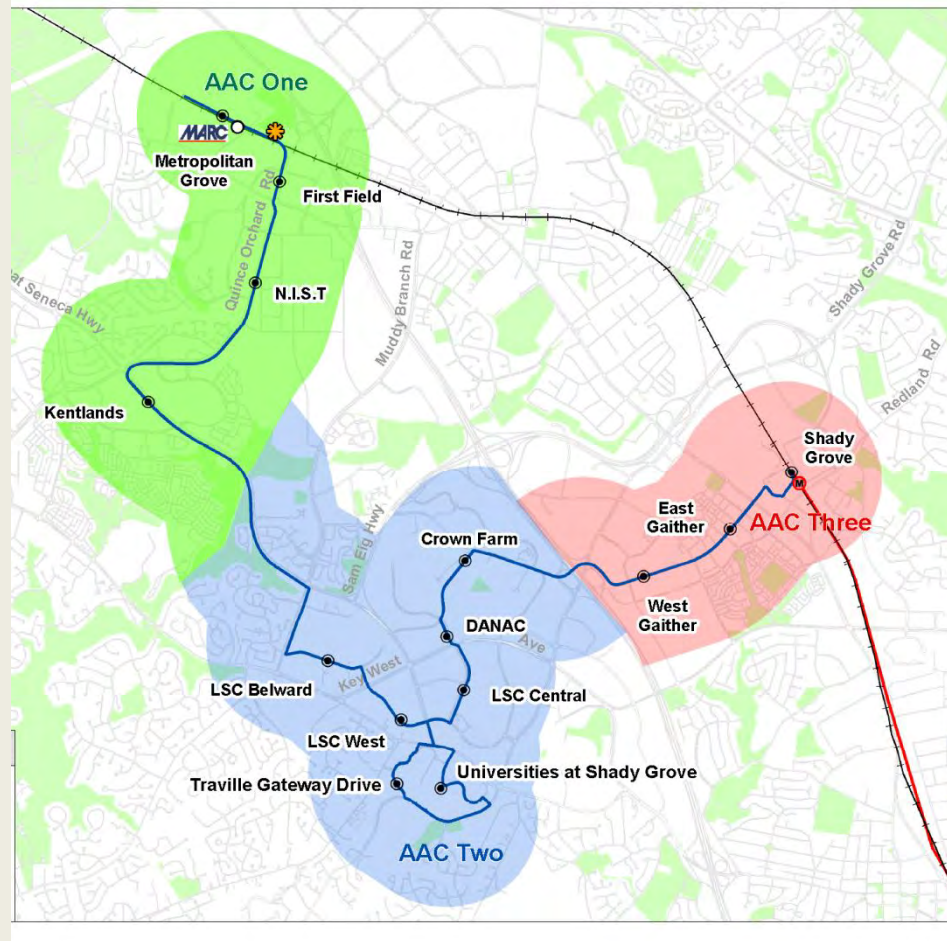 AAC One
MARC
Metropolitan
Grove
First Field
Quince Orchard Rd
N.I.S.T
Muddy Branch Rd
Shady Grove Rd
Redland Rd
at Seneca Hwy
Kentlands
Shady
Grove
M
East
Gaither
AAC Three
Sam Eig Hwy
Crown Farm
West
Gaither
DANAC
Ave
Key West
LSC Belward
LSC Central
LSC West
Universities at Shady Grove
Traville Gateway Drive
AAC Two